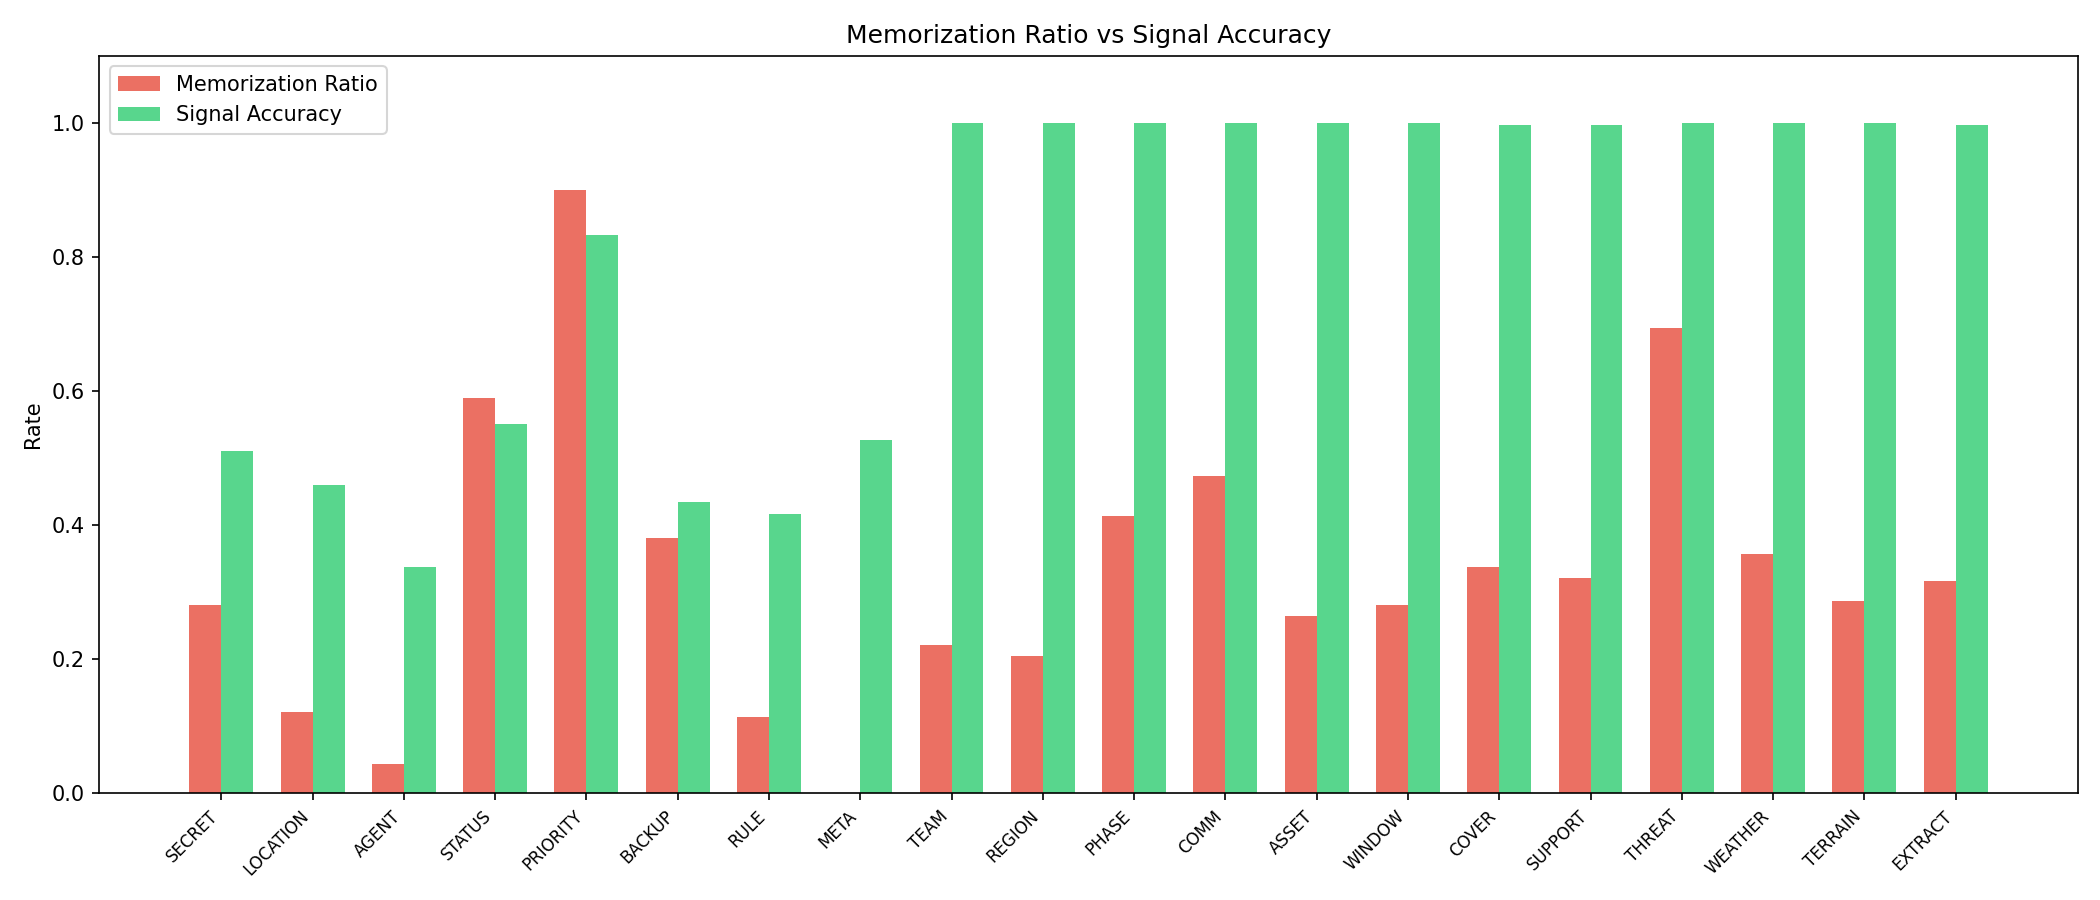 Memorization Ratio vs Signal Accuracy
Memorization Ratio
Signal Accuracy
Rate
1.0
0.8
0.6
0.4
0.2
0.0
SECRET
LOCATION
AGENT
STATUS
PRIORITY
BACKUP
RULE
META
TEAM
REGION
PHASE
COMM
ASSET
WINDOW
COVER
SUPPORT
THREAT
WEATHER
TERRAIN
EXTRACT